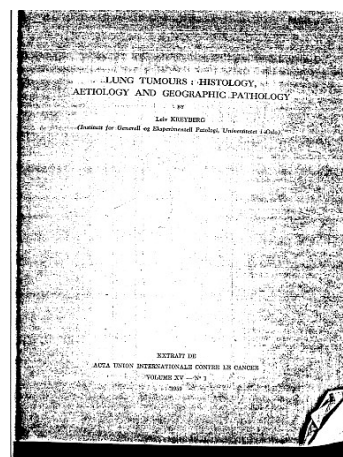 LUNG TUMOURS : HISTOLOGY,
AETIOLOGY AND GEOGRAPHIC PATHOLOGY
BY
Leiv KREYBERG
(Institutt for Generell og Eksperimentell Patologi, Universitetet i Oslo)
EXTRAIT DE
ACTA UNION INTERNATIONALE CONTRE LE CANCER
VOLUME XV — N° 1
1959